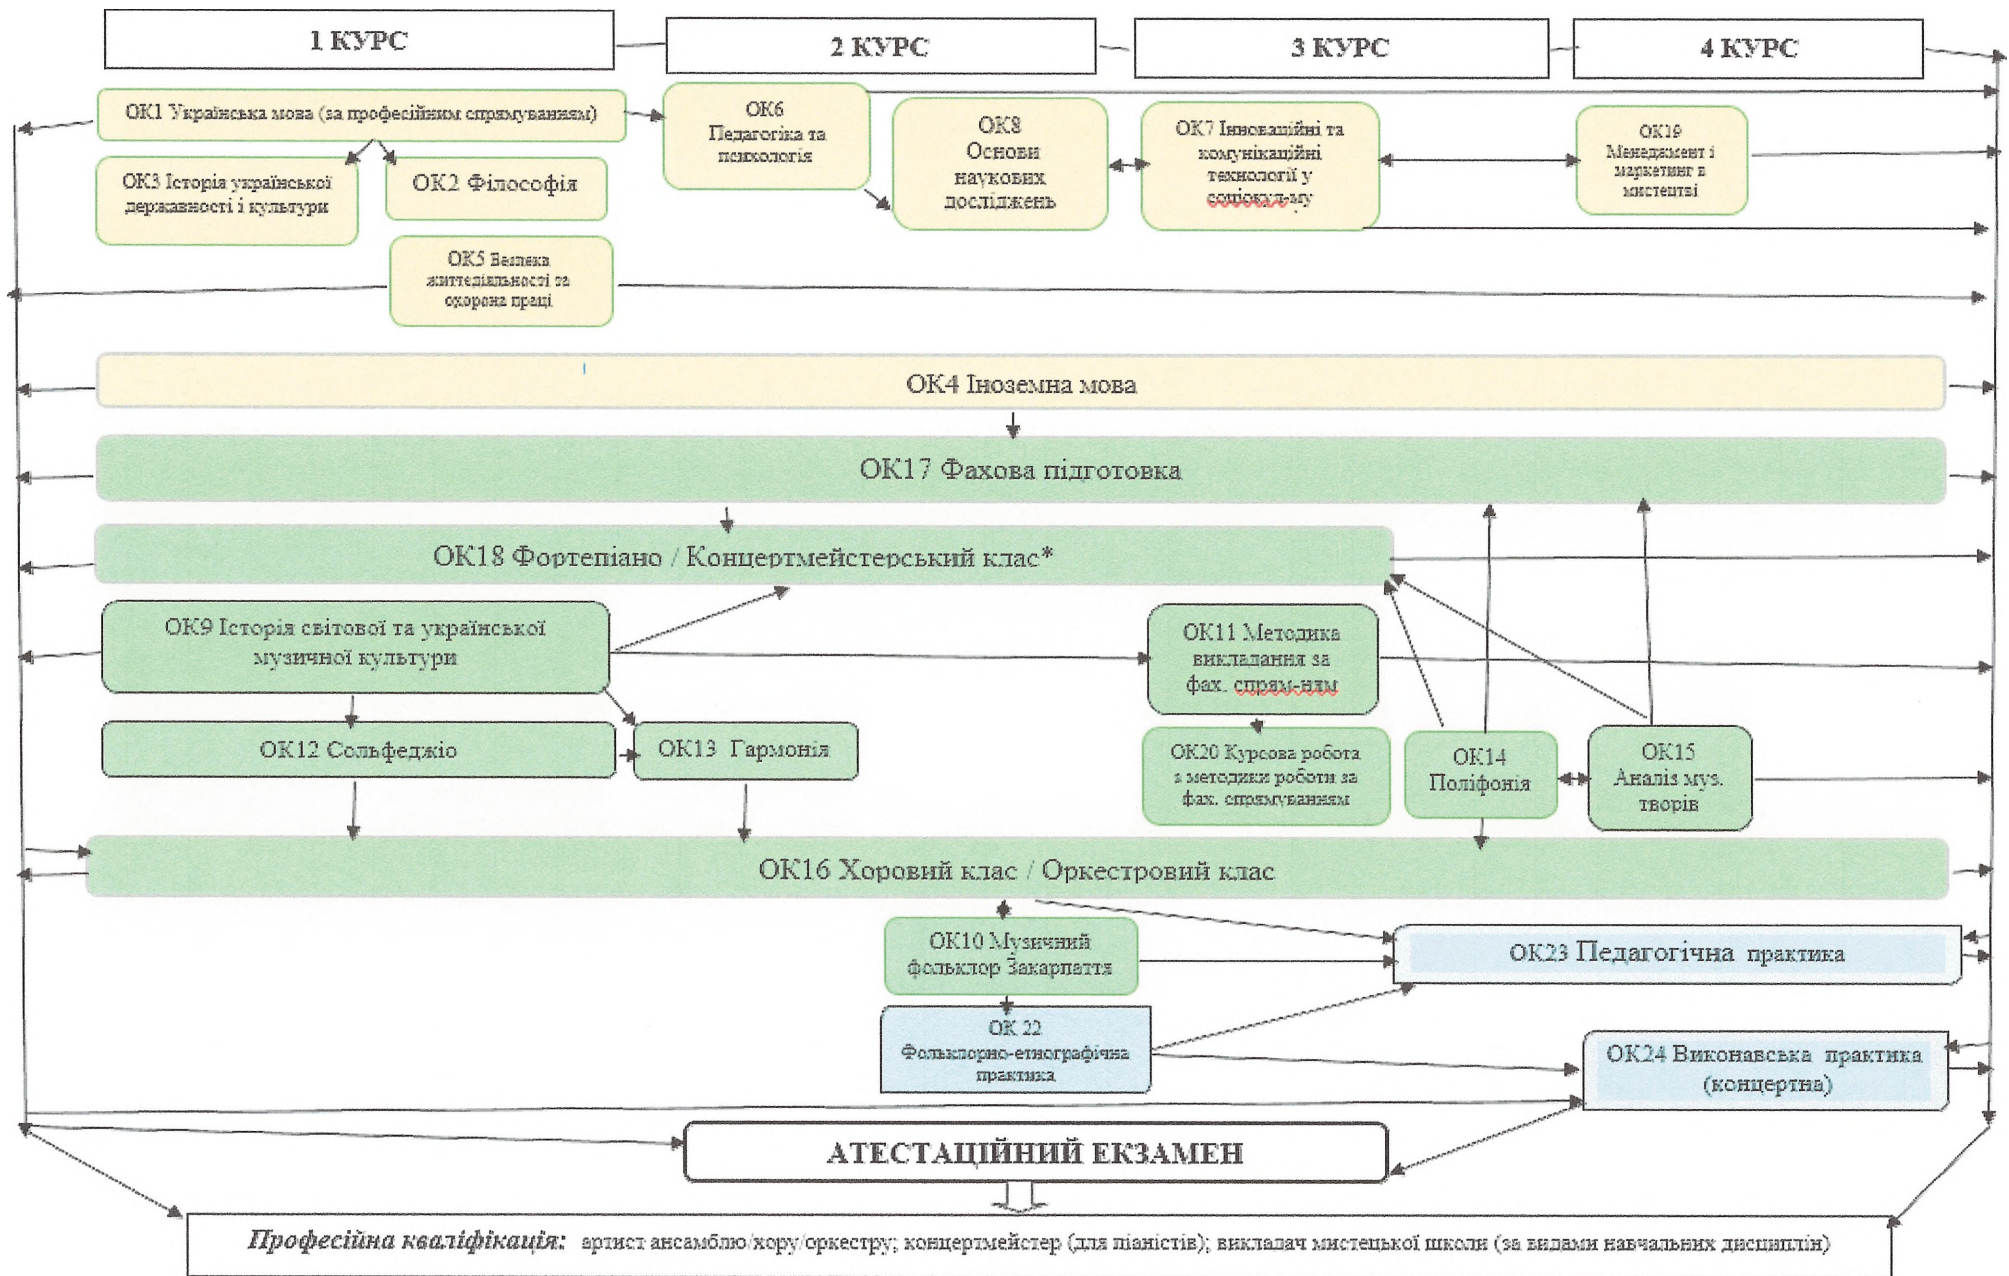 1 КУРС
2 КУРС
3 КУРС
4 КУРС
ОК1 Українська мова (за професійним спрямуванням)
ОК6
Педагогіка та
психологія
ОК8
Основи
наукових
досліджень
ОК7 Інноваційні та
комунікаційні
технології у
соціокул-му
ОК19
Менеджмент і
маркетинг в
мистецтві
ОК3 Історія української
державності і культури
ОК2 Філософія
ОК5 Безпека
життєдіяльності та
охорона праці
ОК4 Іноземна мова
ОК17 Фахова підготовка
ОК18 Фортепіано / Концертмейстерський клас*
ОК9 Історія світової та української
музичної культури
ОК11 Методика
викладання за
фах. спрям-ням
ОК12 Сольфеджіо
ОК13 Гармонія
ОК20 Курсова робота
з методики роботи за
фах. спрямуванням
ОК14
Поліфонія
ОК15
Аналіз муз.
творів
ОК16 Хоровий клас / Оркестровий клас
ОК10 Музичний
фольклор Закарпаття
ОК23 Педагогічна практика
ОК 22
Фольклорно-етнографічна
практика
ОК24 Виконавська практика
(концертна)
АТЕСТАЦІЙНИЙ ЕКЗАМЕН
Професійна кваліфікація: артист ансамблю/хору/оркестру; концертмейстер (для піаністів); викладач мистецької школи (за видами навчальних дисциплін)